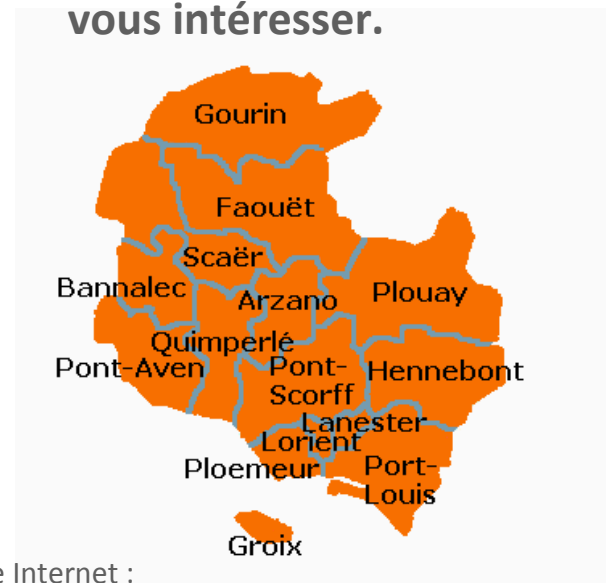 vous intéresser.
Gourin
Faouët
Scaër
Bannalec
Arzano
Plouay
Quimperlé
Pont-Aven
Pont-
Scorff
Hennebont
Lanester
Lorient
Ploemeur
Port-
Louis
Groix
e Internet :